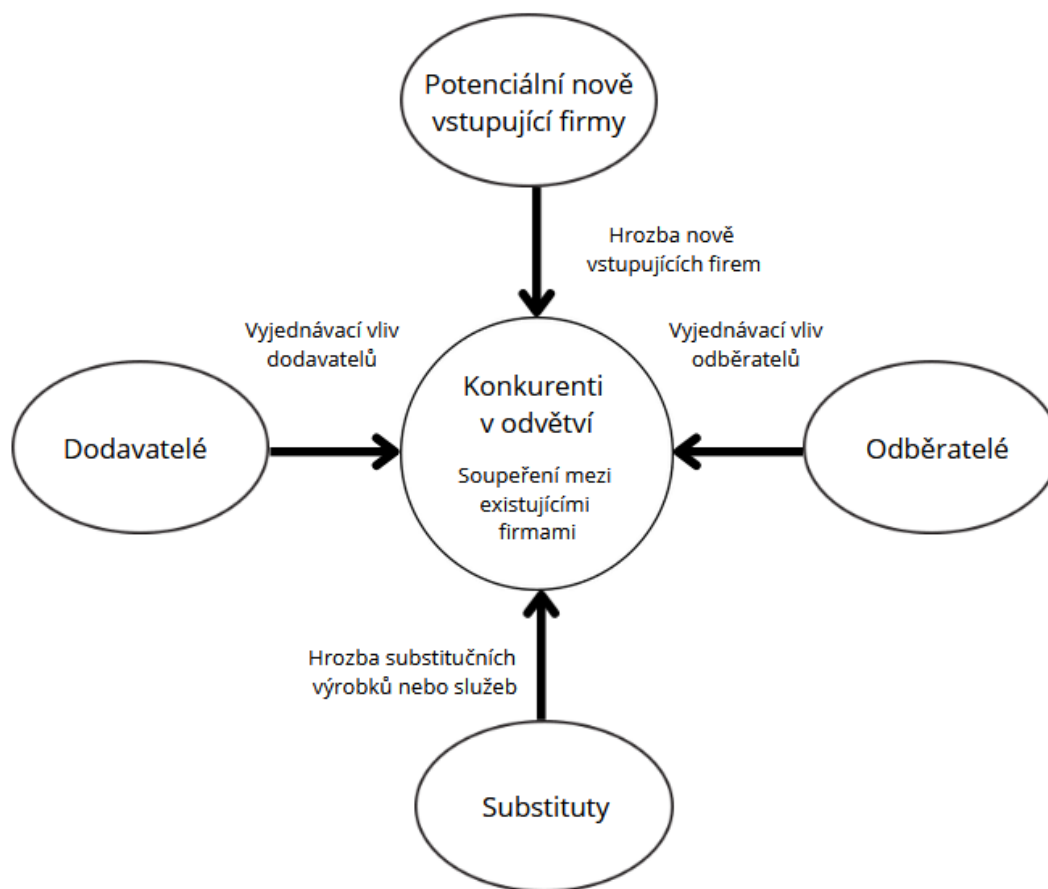 Potenciální nově
vstupující firmy
Hrozba nově
vstupujících firem
Vyjednávací vliv
dodavatelů
Vyjednávací vliv
odběratelů
Dodavatelé
Konkurenti
v odvětví
Soupeření mezi
existujícími
firmami
Odběratelé
Hrozba substitučních
výrobků nebo služeb
Substituty